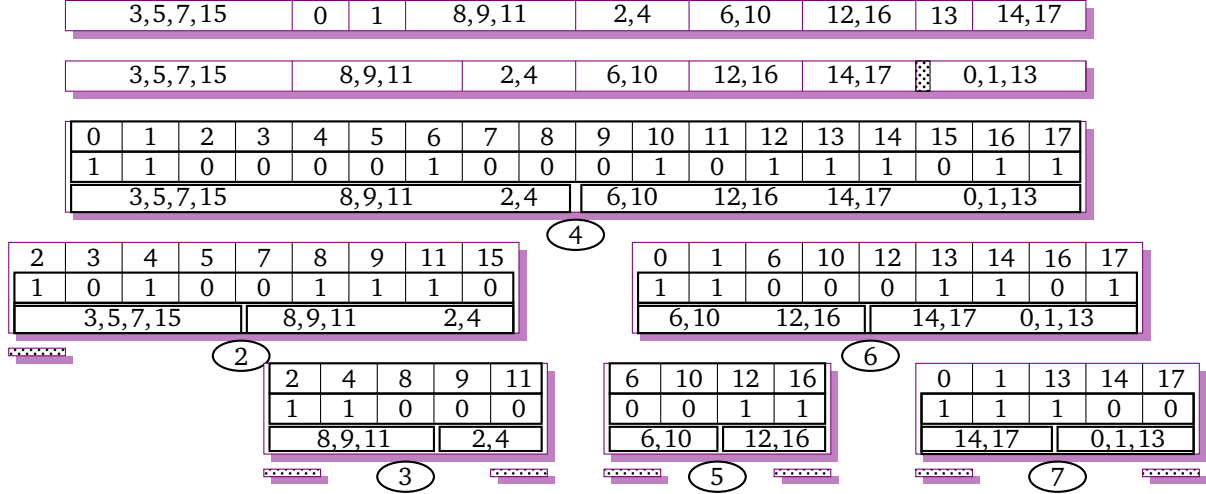 3,5,7,15 0 1 8,9,11 2,4 6,10 12,16 13 14,17
3,5,7,15 8,9,11 2,4 6,10 12,16 14,17 0,1,13
0 1 2 3 4 5 6 7 8 9 10 11 12 13 14 15 16 17
1 1 0 0 0 0 1 0 0 0 1 0 1 1 1 0 1 1
3,5,7,15 8,9,11 2,4 6,10 12,16 14,17 0,1,13
4
2 3 4 5 7 8 9 11 15 0 1 6 10 12 13 14 16 17
1 0 1 0 0 1 1 1 0 1 1 0 0 0 1 1 0 1
3,5,7,15 8,9,11 2,4 6,10 12,16 14,17 0,1,13
2 6
2 4 8 9 11 6 10 12 16 0 1 13 14 17
1 1 0 0 0 0 0 1 1 1 1 1 0 0
8,9,11 2,4 6,10 12,16 14,17 0,1,13
3 5 7